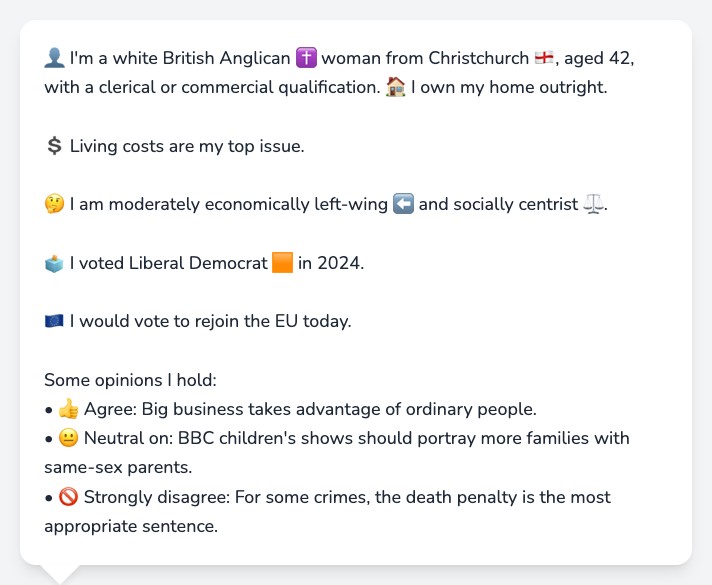 👤 I'm a white British Anglican ✝️ woman from Christchurch 🏴󠁧󠁢󠁥󠁮󠁧󠁿, aged 42,
with a clerical or commercial qualification. 🏠 I own my home outright.
💲 Living costs are my top issue.
🤔 I am moderately economically left-wing ⬅️ and socially centrist ⚖️.
🗳️ I voted Liberal Democrat 🟧 in 2024.
🇪🇺 I would vote to rejoin the EU today.
Some opinions I hold:
• 👍 Agree: Big business takes advantage of ordinary people.
• 😐 Neutral on: BBC children's shows should portray more families with
same-sex parents.
• 🚫 Strongly disagree: For some crimes, the death penalty is the most
appropriate sentence.